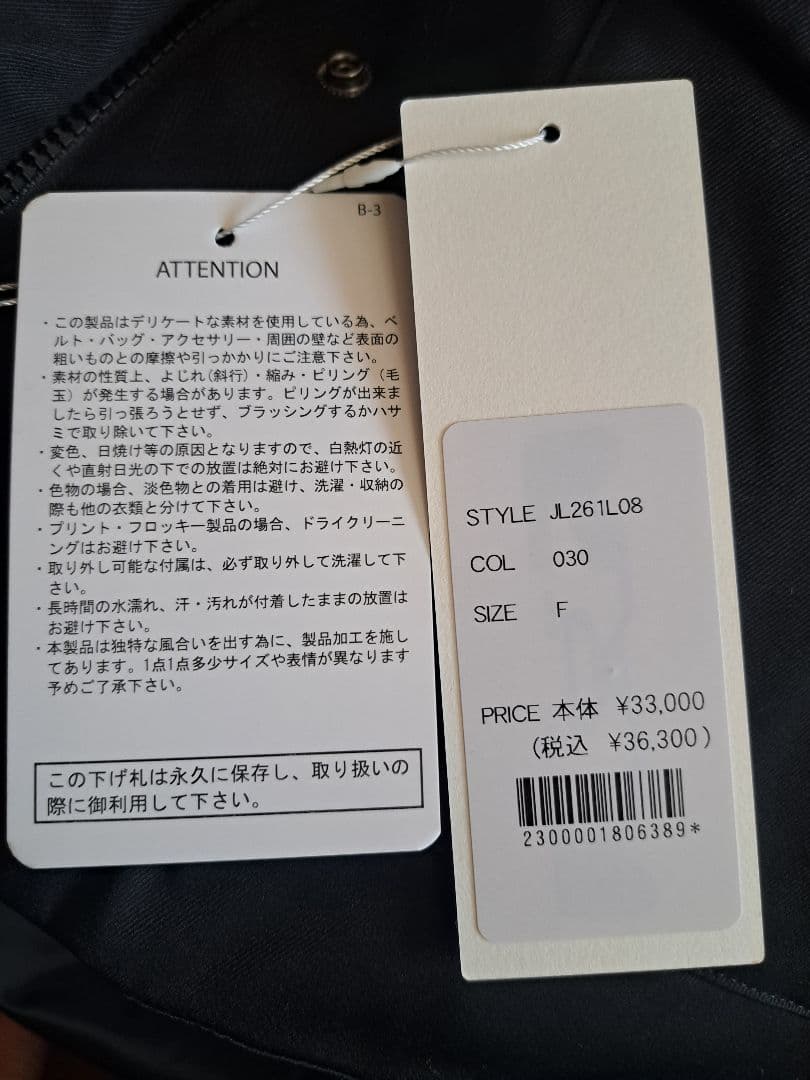 B-3
ATTENTION
・この製品はデリケートな素材を使用している為、ベ
ルト・バッグ・アクセサリー・周囲の壁など表面の
粗いものとの摩擦や引っかかりにご注意下さい。
・素材の性質上、よじれ(斜行)・縮み・ピリング(毛
玉)が発生する場合があります。ピリングが出来ま
したら引っ張ろうとせず、ブラッシングするかハサ
ミで取り除いて下さい。
・変色、日焼け等の原因となりますので、白熱灯の近
くや直射日光の下での放置は絶対にお避け下さい。
・色物の場合、淡色物との着用は避け、洗濯・収納の
際も他の衣類と分けて下さい。
・プリント・フロッキー製品の場合、ドライクリーニ
ングはお避け下さい。
・取り外し可能な付属は、必ず取り外して洗濯して下
さい。
・長時間の水濡れ、汗・汚れが付着したままの放置は
お避け下さい。
・本製品は独特な風合いを出す為に、製品加工を施し
てあります。1点1点多少サイズや表情が異なります
予めご了承下さい。
この下げ札は永久に保存し、取り扱いの
際に御利用して下さい。
STYLE JL261L08
COL 030
SIZE F
PRICE 本体 ¥33,000
(税込 ¥36,300)
2300001806389*